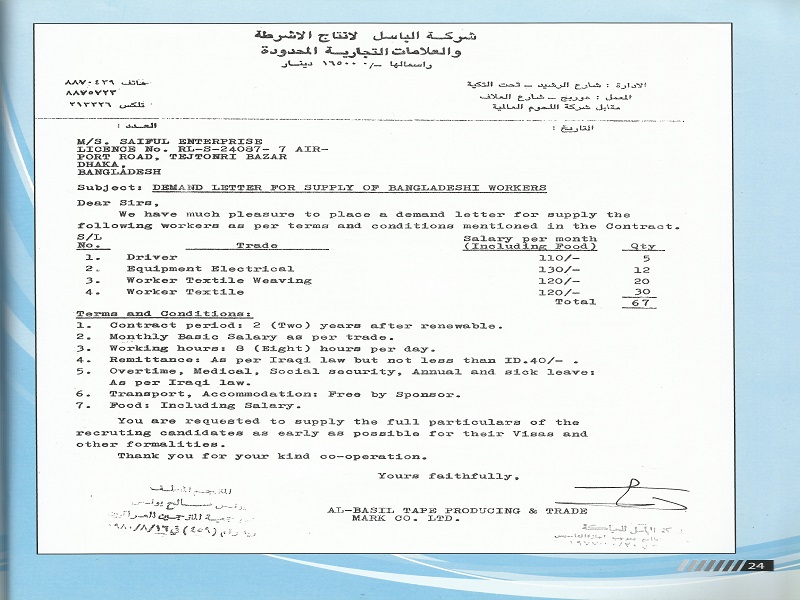 شركة الباسل لانتاج الاشرطة
والعلامات التجارية المحدودة
راسمالها -/١٦٥٠٠٠ دينار
الادارة : شارع الرشيد - تحت التكية
هاتف ٨٨٧٠٤٣٩
المعمل : جوربج - شارع العلاف
٨٨٧٥٧٢٣
مقابل شركة اللحوم العالية
تلكس ٢١٣٢٢٦
التاريخ :
العدد :
M/S. SAIFUL ENTERPRISE
LICENCE No. RL-S-24087- 7 AIR-
PORT ROAD, TEJTONRI BAZAR
DHAKA,
BANGLADESH
Subject: DEMAND LETTER FOR SUPPLY OF BANGLADESHI WORKERS
Dear Sirs,
We have much pleasure to place a demand letter for supply the
following workers as per terms and conditions mentioned in the Contract.
S/L No. Trade Salary per month (Including Food) Qty
1. Driver 110/- 5
2. Equipment Electrical 130/- 12
3. Worker Textile Weaving 120/- 20
4. Worker Textile 120/- 30
Total 67
Terms and Conditions:
1. Contract period: 2 (Two) years after renewable.
2. Monthly Basic Salary as per trade.
3. Working hours: 8 (Eight) hours per day.
4. Remittance: As per Iraqi law but not less than ID.40/- .
5. Overtime, Medical, Social security, Annual and sick leave:
As per Iraqi law.
6. Transport, Accommodation: Free by Sponsor.
7. Food: Including Salary.
You are requested to supply the full particulars of the
recruting candidates as early as possible for their Visas and
other formalities.
Thank you for your kind co-operation.
Yours faithfully,
AL-BASIL TAPE PRODUCING & TRADE
MARK CO. LTD.
24